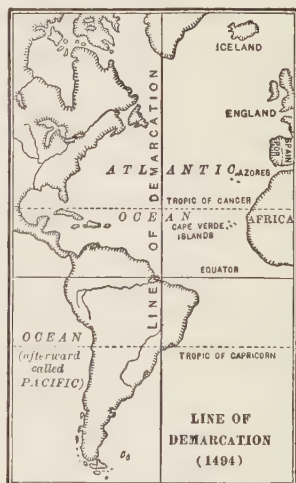 ICELAND
ENGLAND
SPAIN
POR.
LINE OF DEMARCATION
ATLANTIC
AZORES
TROPIC OF CANCER
OCEAN
AFRICA
CAPE VERDE
ISLANDS
EQUATOR
OCEAN
(afterward
called
PACIFIC)
TROPIC OF CAPRICORN
LINE OF
DEMARCATION
(1494)